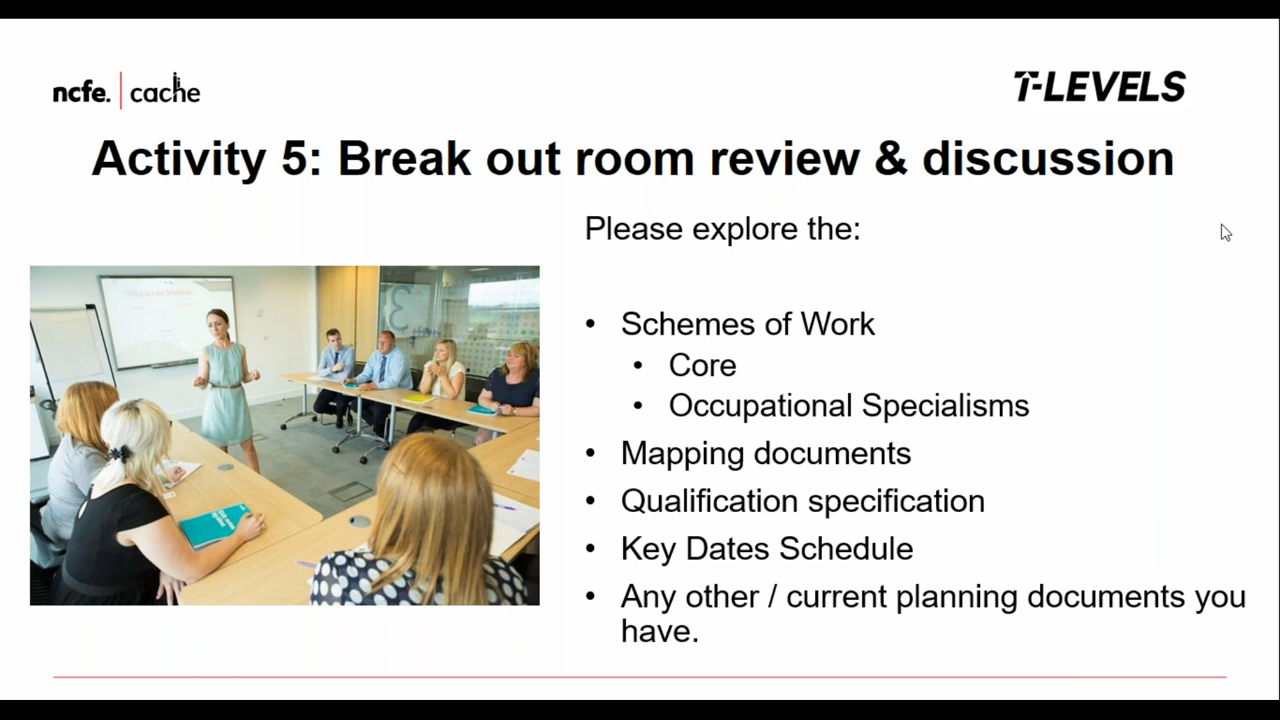 ncfe. cache
T-LEVELS
Activity 5: Break out room review & discussion
Please explore the:
• Schemes of Work
• Core
• Occupational Specialisms
• Mapping documents
• Qualification specification
• Key Dates Schedule
• Any other / current planning documents you
have.